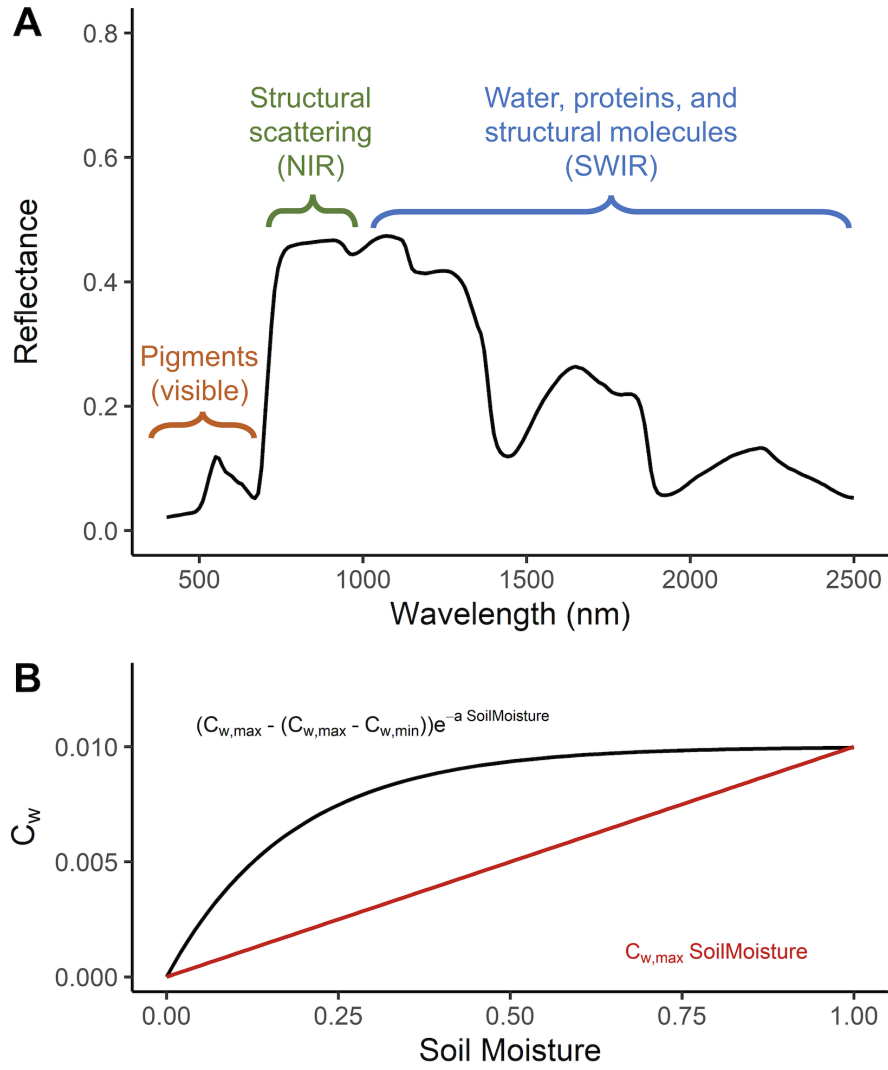 A
0.8
0.6
0.4
0.2
0.0
Reflectance
Structural
scattering
(NIR)
Water, proteins, and
structural molecules
(SWIR)
Pigments
(visible)
500
1000
1500
2000
2500
Wavelength (nm)
B
(Cw,max - (Cw,max - Cw,min))e–a SoilMoisture
0.010
0.005
0.000
Cw
Cw,max SoilMoisture
0.00
0.25
0.50
0.75
1.00
Soil Moisture